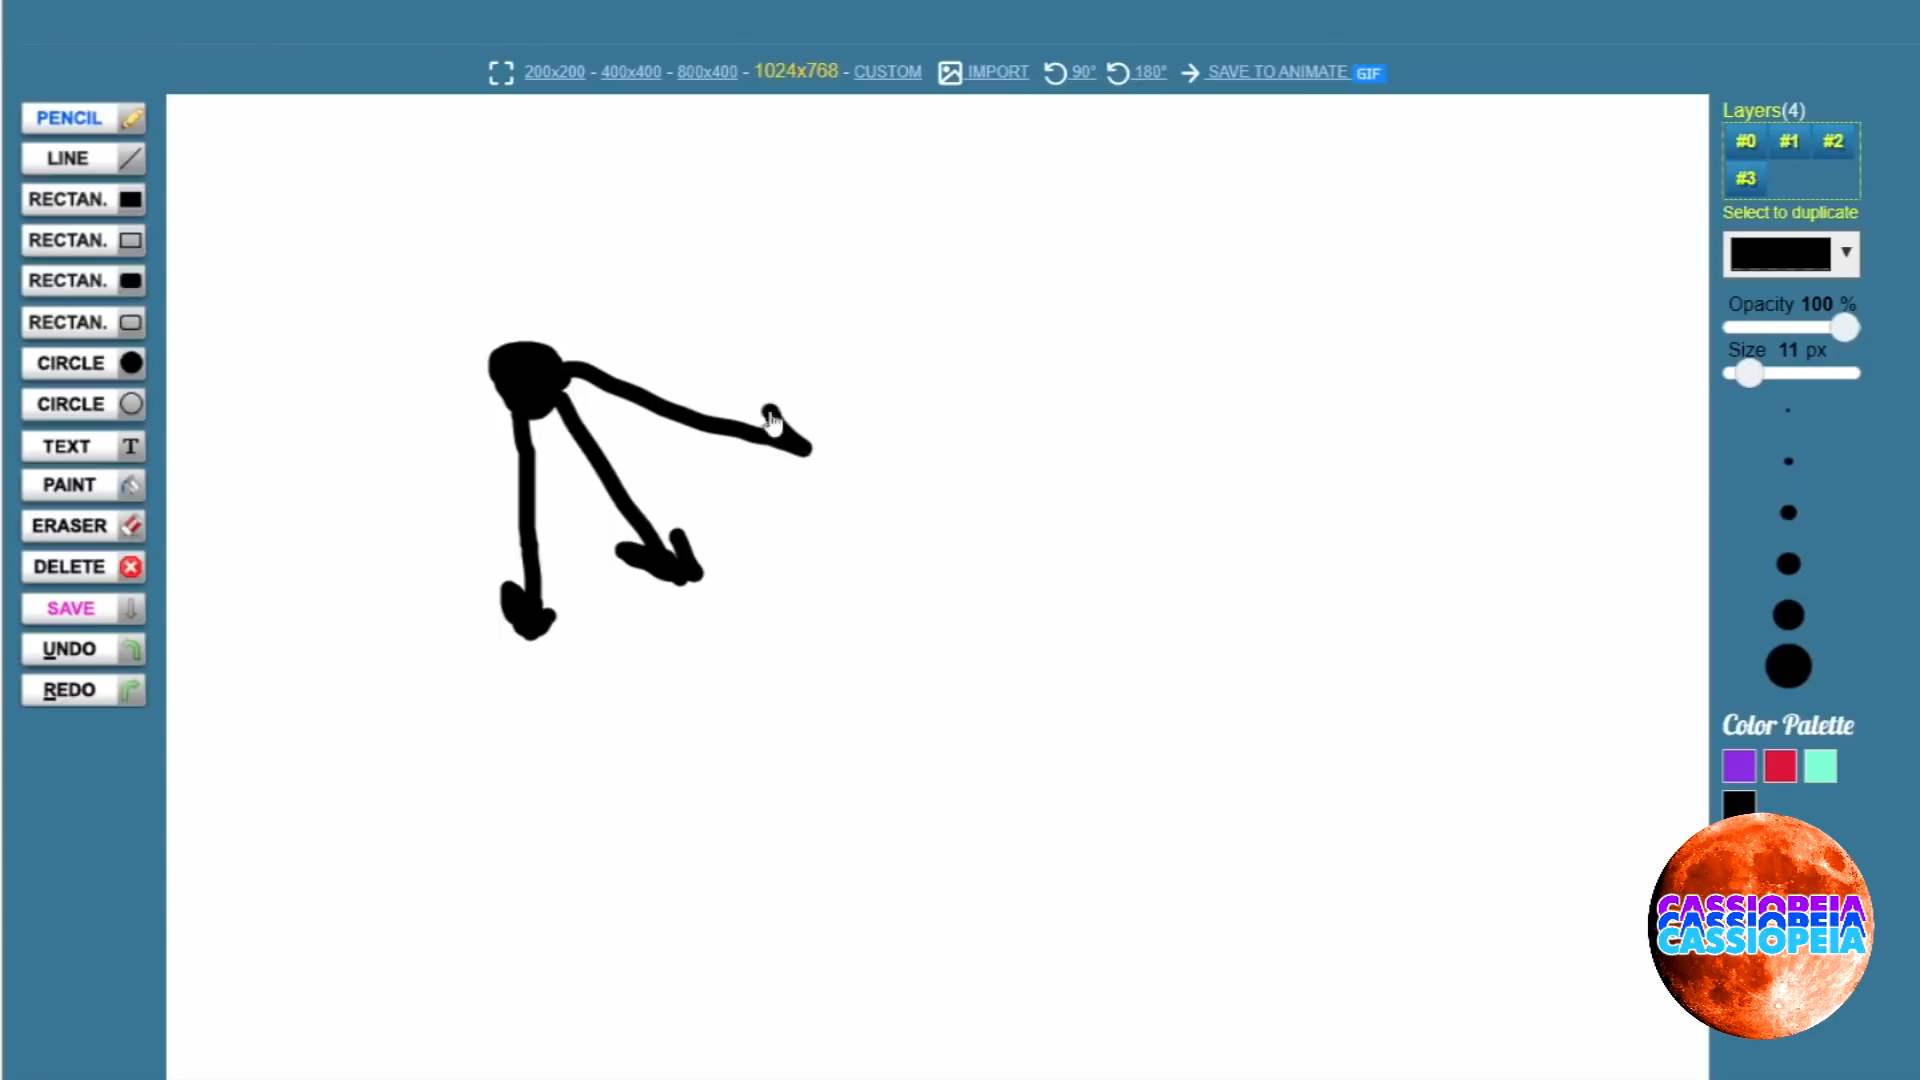 200x200 - 400x400 - 800x400 - 1024x768 - CUSTOM IMPORT 90° 180° SAVE TO ANIMATE GIF
PENCIL
LINE
RECTAN.
RECTAN.
RECTAN.
RECTAN.
CIRCLE
CIRCLE
TEXT T
PAINT
ERASER
DELETE
SAVE
UNDO
REDO
Layers(4)
#0 #1 #2
#3
Select to duplicate
Opacity 100 %
Size 11 px
Color Palette
CASSIOPEIA
CASSIOPEIA
CASSIOPEIA